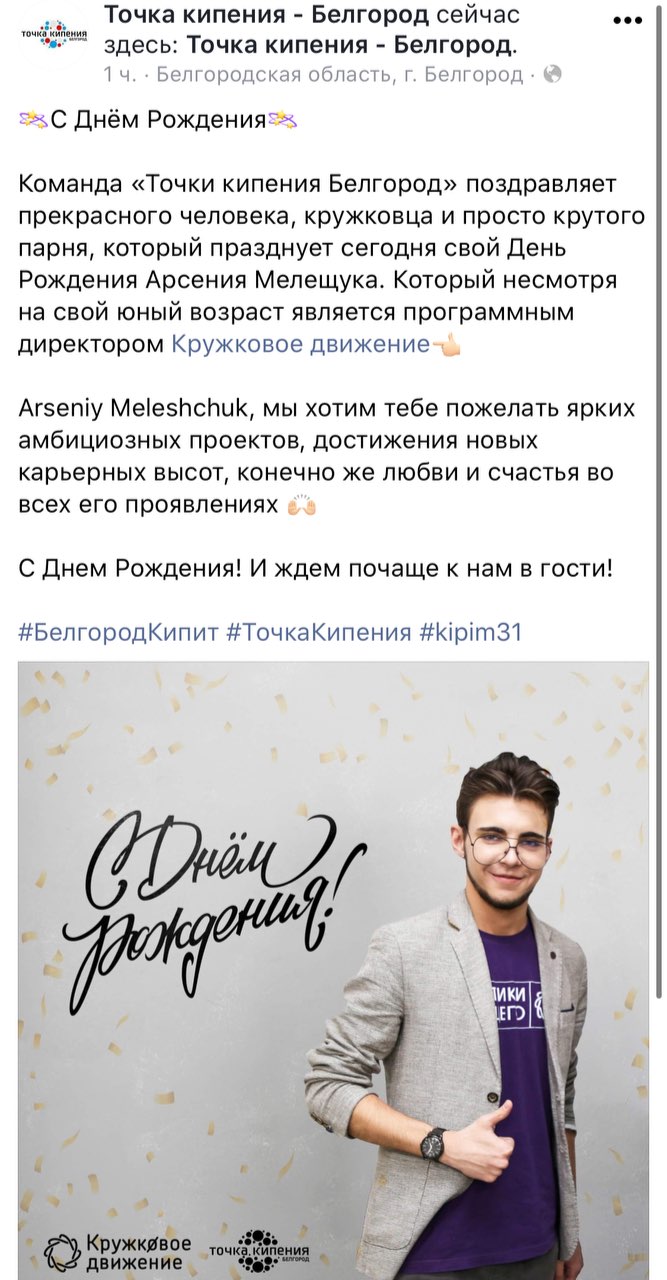 Точка кипения - Белгород сейчас
здесь: Точка кипения - Белгород.
1 ч. · Белгородская область, г. Белгород ·
точка кипения
БЕЛГОРОД
С Днём Рождения
Команда «Точки кипения Белгород» поздравляет
прекрасного человека, кружковца и просто крутого
парня, который празднует сегодня свой День
Рождения Арсения Мелещука. Который несмотря
на свой юный возраст является программным
директором Кружковое движение
Arseniy Meleshchuk, мы хотим тебе пожелать ярких
амбициозных проектов, достижения новых
карьерных высот, конечно же любви и счастья во
всех его проявлениях
С Днем Рождения! И ждем почаще к нам в гости!
#БелгородКипит #ТочкаКипения #kipim31
С Днём
Рождения!
ЛИКИ
ЩЕГО
Кружковое
движение
точка кипения
БЕЛГОРОД